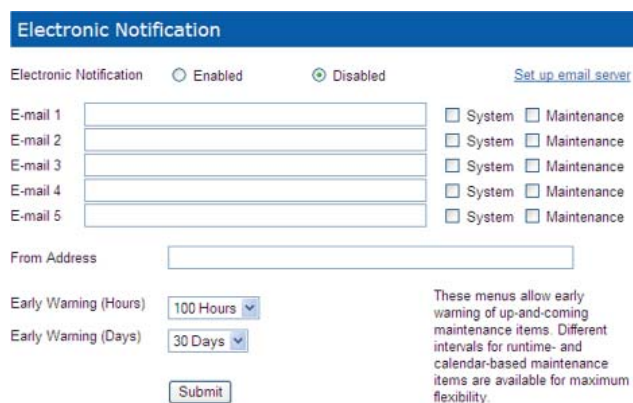 Electronic Notification
Electronic Notification Enabled Disabled Set up email server
E-mail 1 System Maintenance
E-mail 2 System Maintenance
E-mail 3 System Maintenance
E-mail 4 System Maintenance
E-mail 5 System Maintenance
From Address
Early Warning (Hours) 100 Hours
Early Warning (Days) 30 Days
These menus allow early
warning of up-and-coming
maintenance items. Different
intervals for runtime- and
calendar-based maintenance
items are available for maximum
flexibility.
Submit